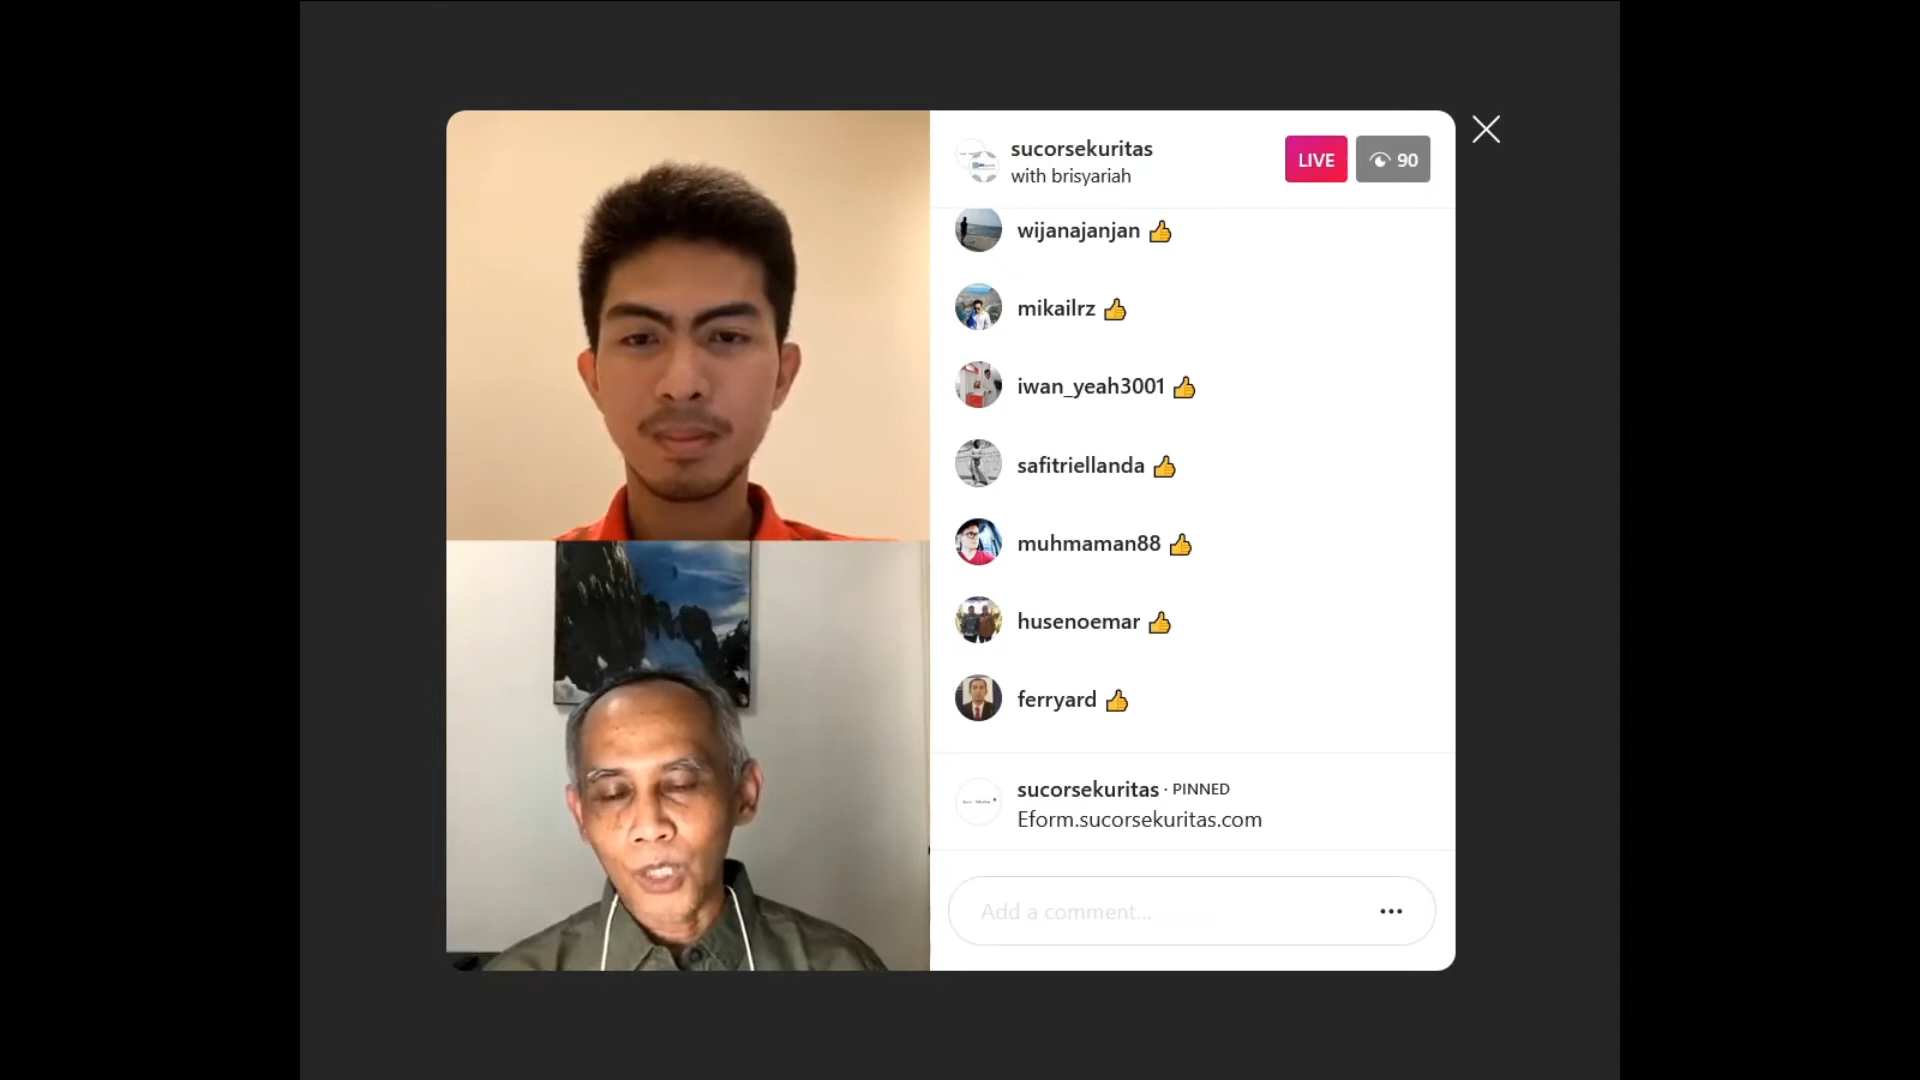 sucorsekuritas
with brisyariah
LIVE
90
wijanajanjan 👍
mikailrz 👍
iwan_yeah3001 👍
safitriellanda 👍
muhmaman88 👍
husenoemar 👍
ferryard 👍
sucorsekuritas · PINNED
Eform.sucorsekuritas.com
Add a comment...